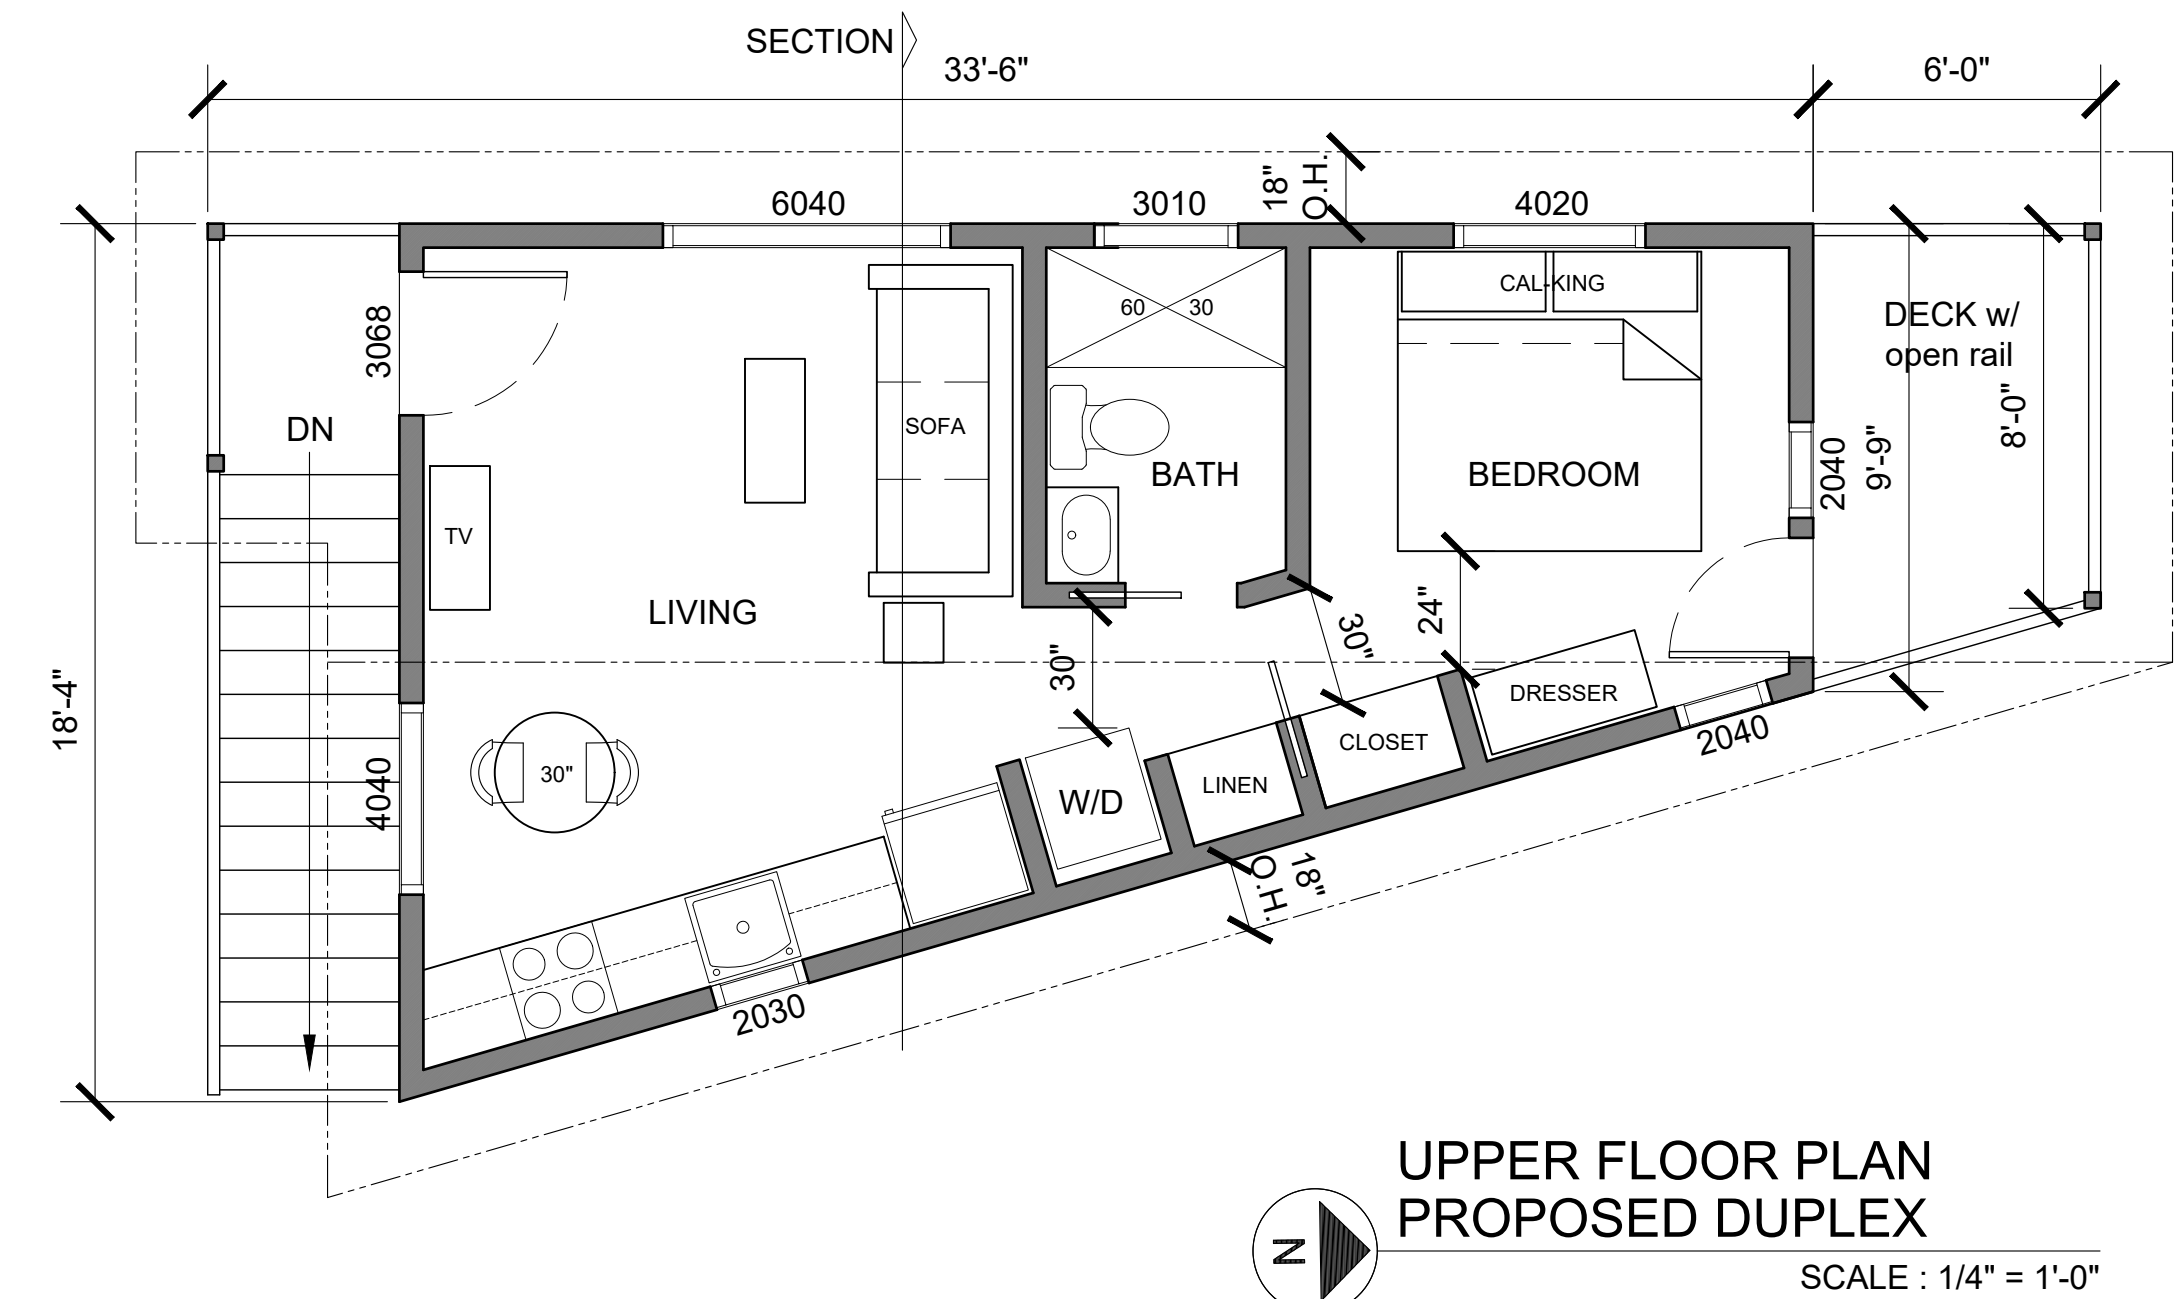 SECTION
33'-6"
6'-0"
18"
O.H.
6040
3010
4020
3068
60
30
CAL-KING
DECK w/
open rail
DN
SOFA
BATH
BEDROOM
2040
9'-9"
8'-0"
TV
LIVING
30"
30"
24"
18'-4"
DRESSER
2040
CLOSET
LINEN
W/D
4040
30"
18"
O.H.
2030
UPPER FLOOR PLAN
PROPOSED DUPLEX
N
SCALE : 1/4" = 1'-0"